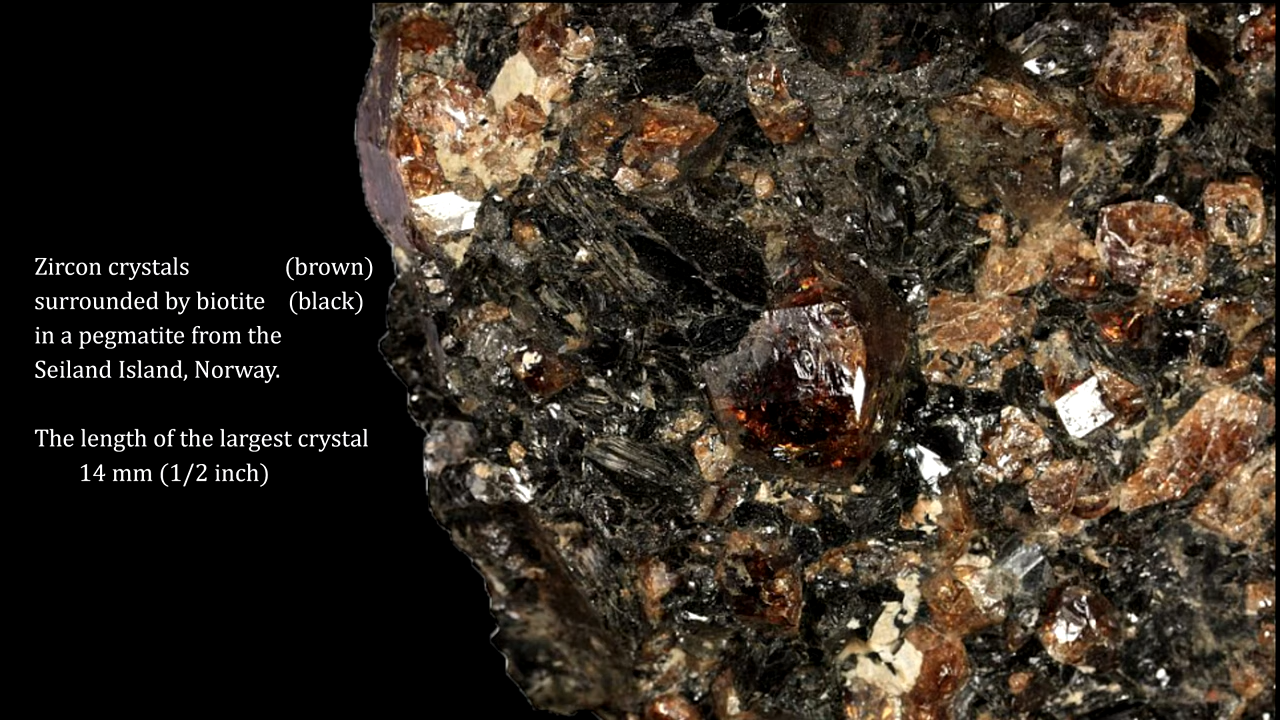 Zircon crystals (brown)
surrounded by biotite (black)
in a pegmatite from the
Seiland Island, Norway.
The length of the largest crystal
14 mm (1/2 inch)